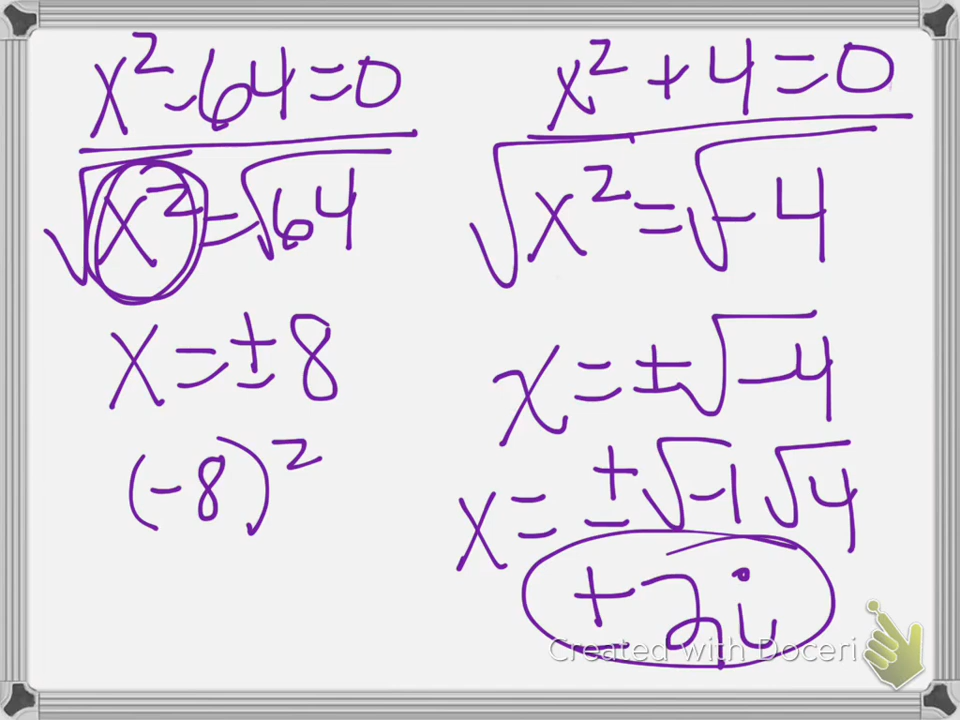 x²-64=0
√x²=√64
x=±8
(-8)²
x²+4=0
√x²=√-4
x=±√-4
x=±√-1√4
±2i
Created with Doceri